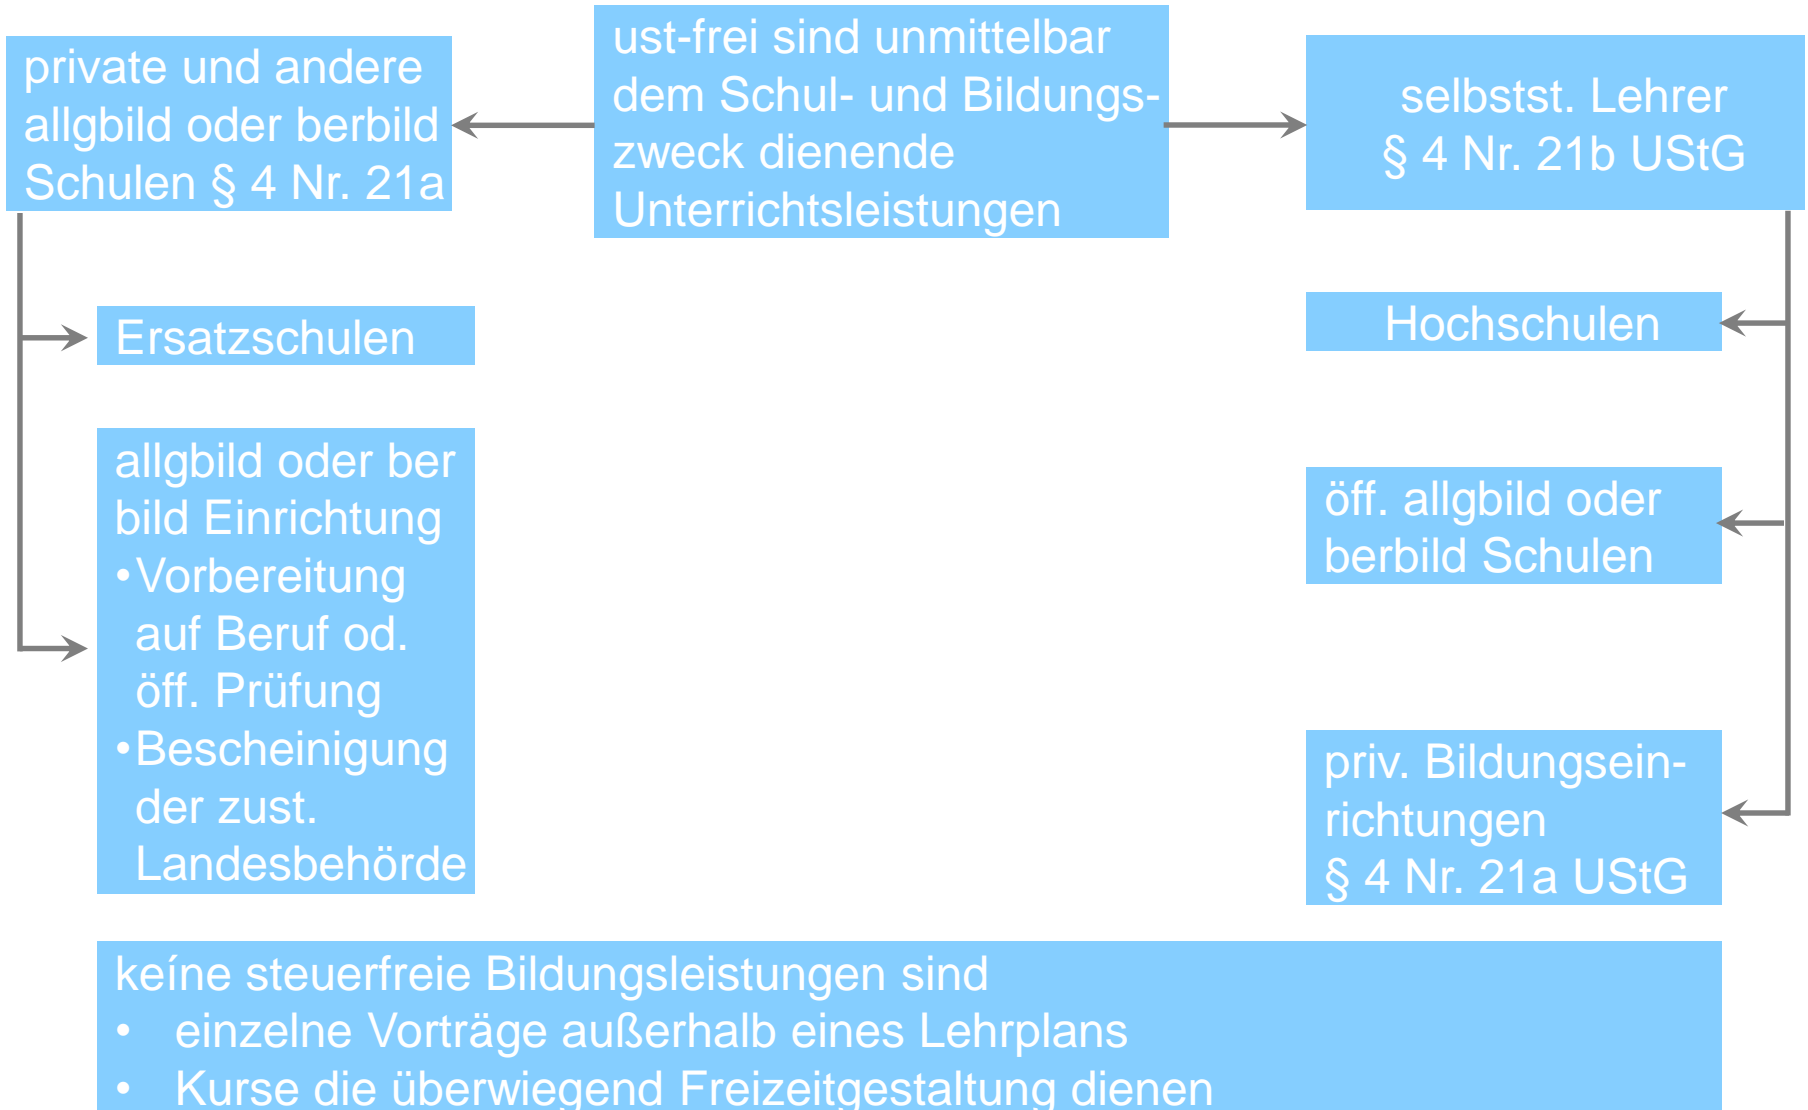 private und andere
allgbild oder berbild
Schulen § 4 Nr. 21a
ust-frei sind unmittelbar
dem Schul- und Bildungs-
zweck dienende
Unterrichtsleistungen
selbstst. Lehrer
§ 4 Nr. 21b UStG
Ersatzschulen
allgbild oder ber
bild Einrichtung
•Vorbereitung
auf Beruf od.
öff. Prüfung
•Bescheinigung
der zust.
Landesbehörde
Hochschulen
öff. allgbild oder
berbild Schulen
priv. Bildungsein-
richtungen
§ 4 Nr. 21a UStG
keíne steuerfreie Bildungsleistungen sind
• einzelne Vorträge außerhalb eines Lehrplans
• Kurse die überwiegend Freizeitgestaltung dienen